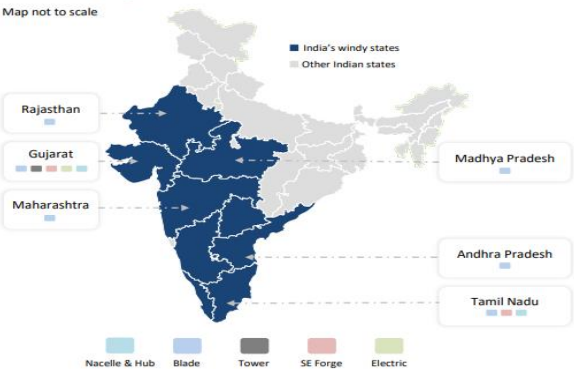 Map not to scale
India's windy states
Other Indian states
Rajasthan
Gujarat
Maharashtra
Madhya Pradesh
Andhra Pradesh
Tamil Nadu
Nacelle & Hub Blade Tower SE Forge Electric